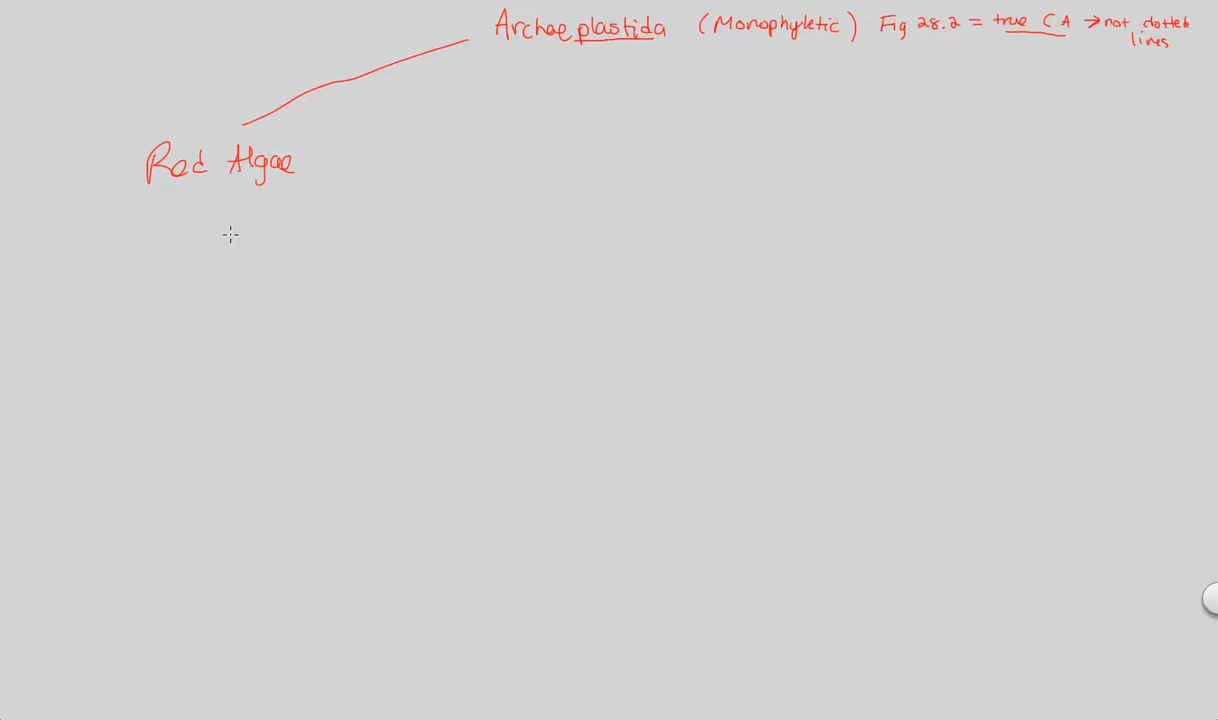 Archaeplastida (Monophyletic) Fig 28.2 = true CA → not dotted
lines
Red Algae